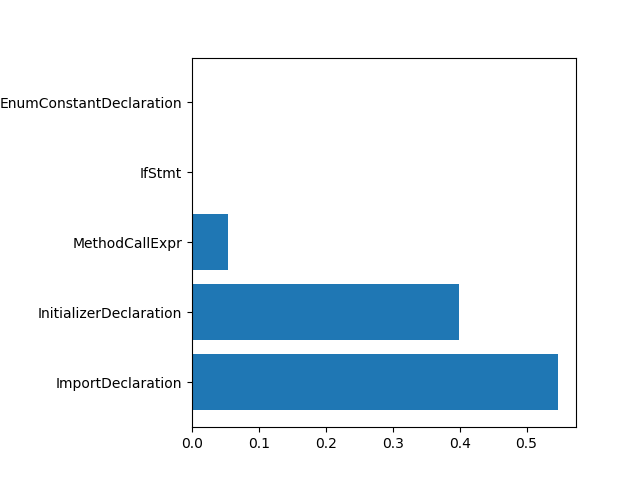 EnumConstantDeclaration
IfStmt
MethodCallExpr
InitializerDeclaration
ImportDeclaration
0.0 0.1 0.2 0.3 0.4 0.5